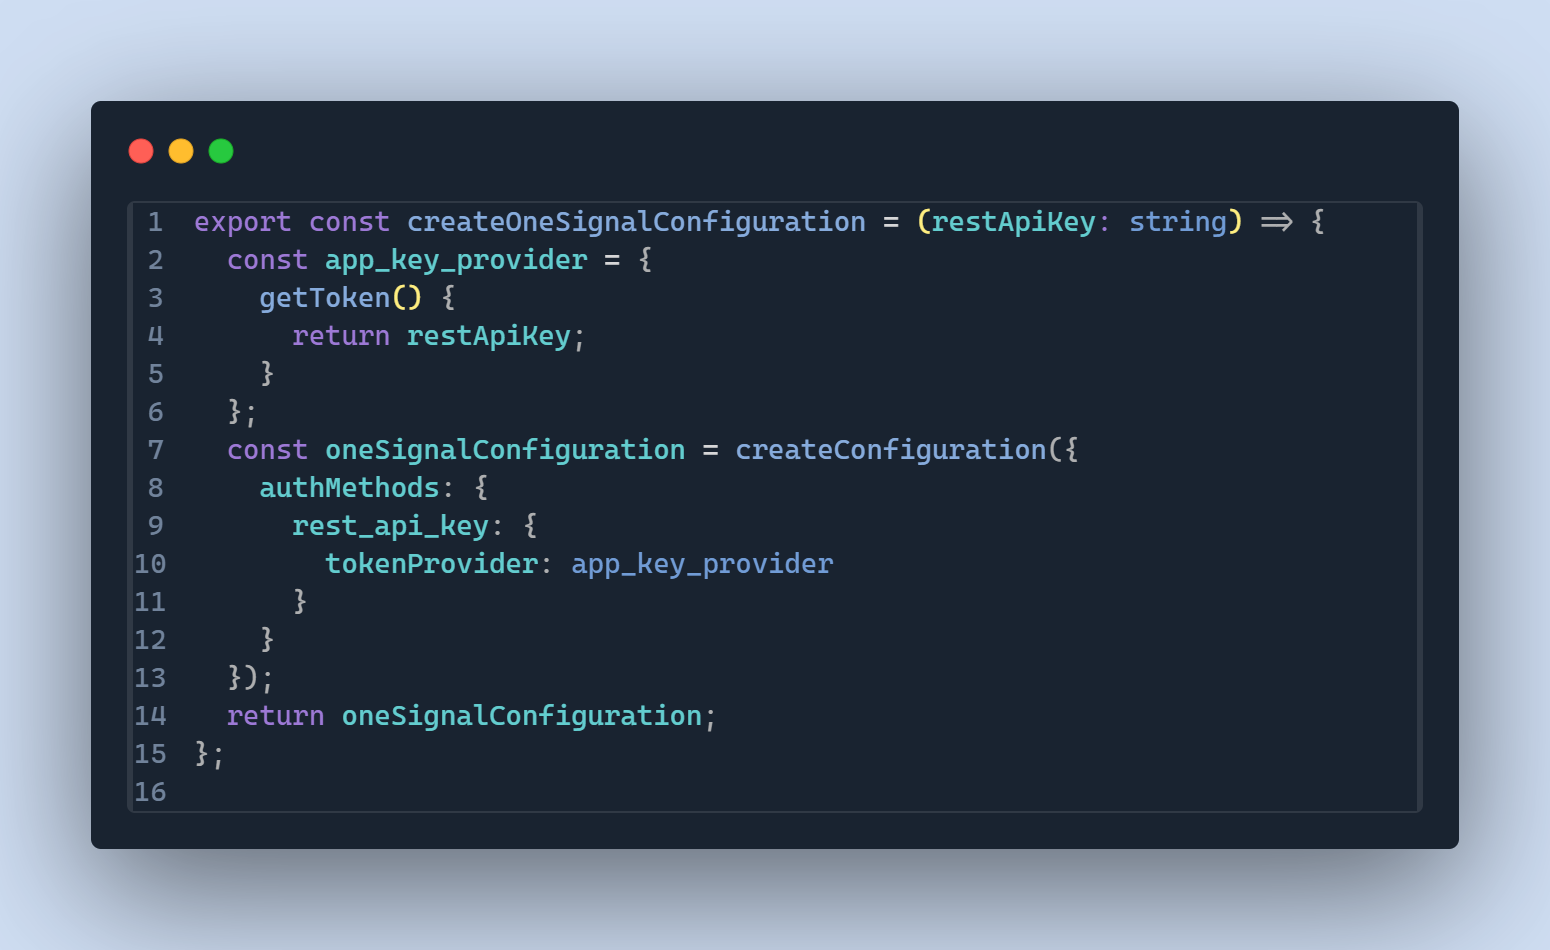 1 export const createOneSignalConfiguration = (restApiKey: string) => {
2   const app_key_provider = {
3     getToken() {
4       return restApiKey;
5     }
6   };
7   const oneSignalConfiguration = createConfiguration({
8     authMethods: {
9       rest_api_key: {
10         tokenProvider: app_key_provider
11       }
12     }
13   });
14   return oneSignalConfiguration;
15 };
16